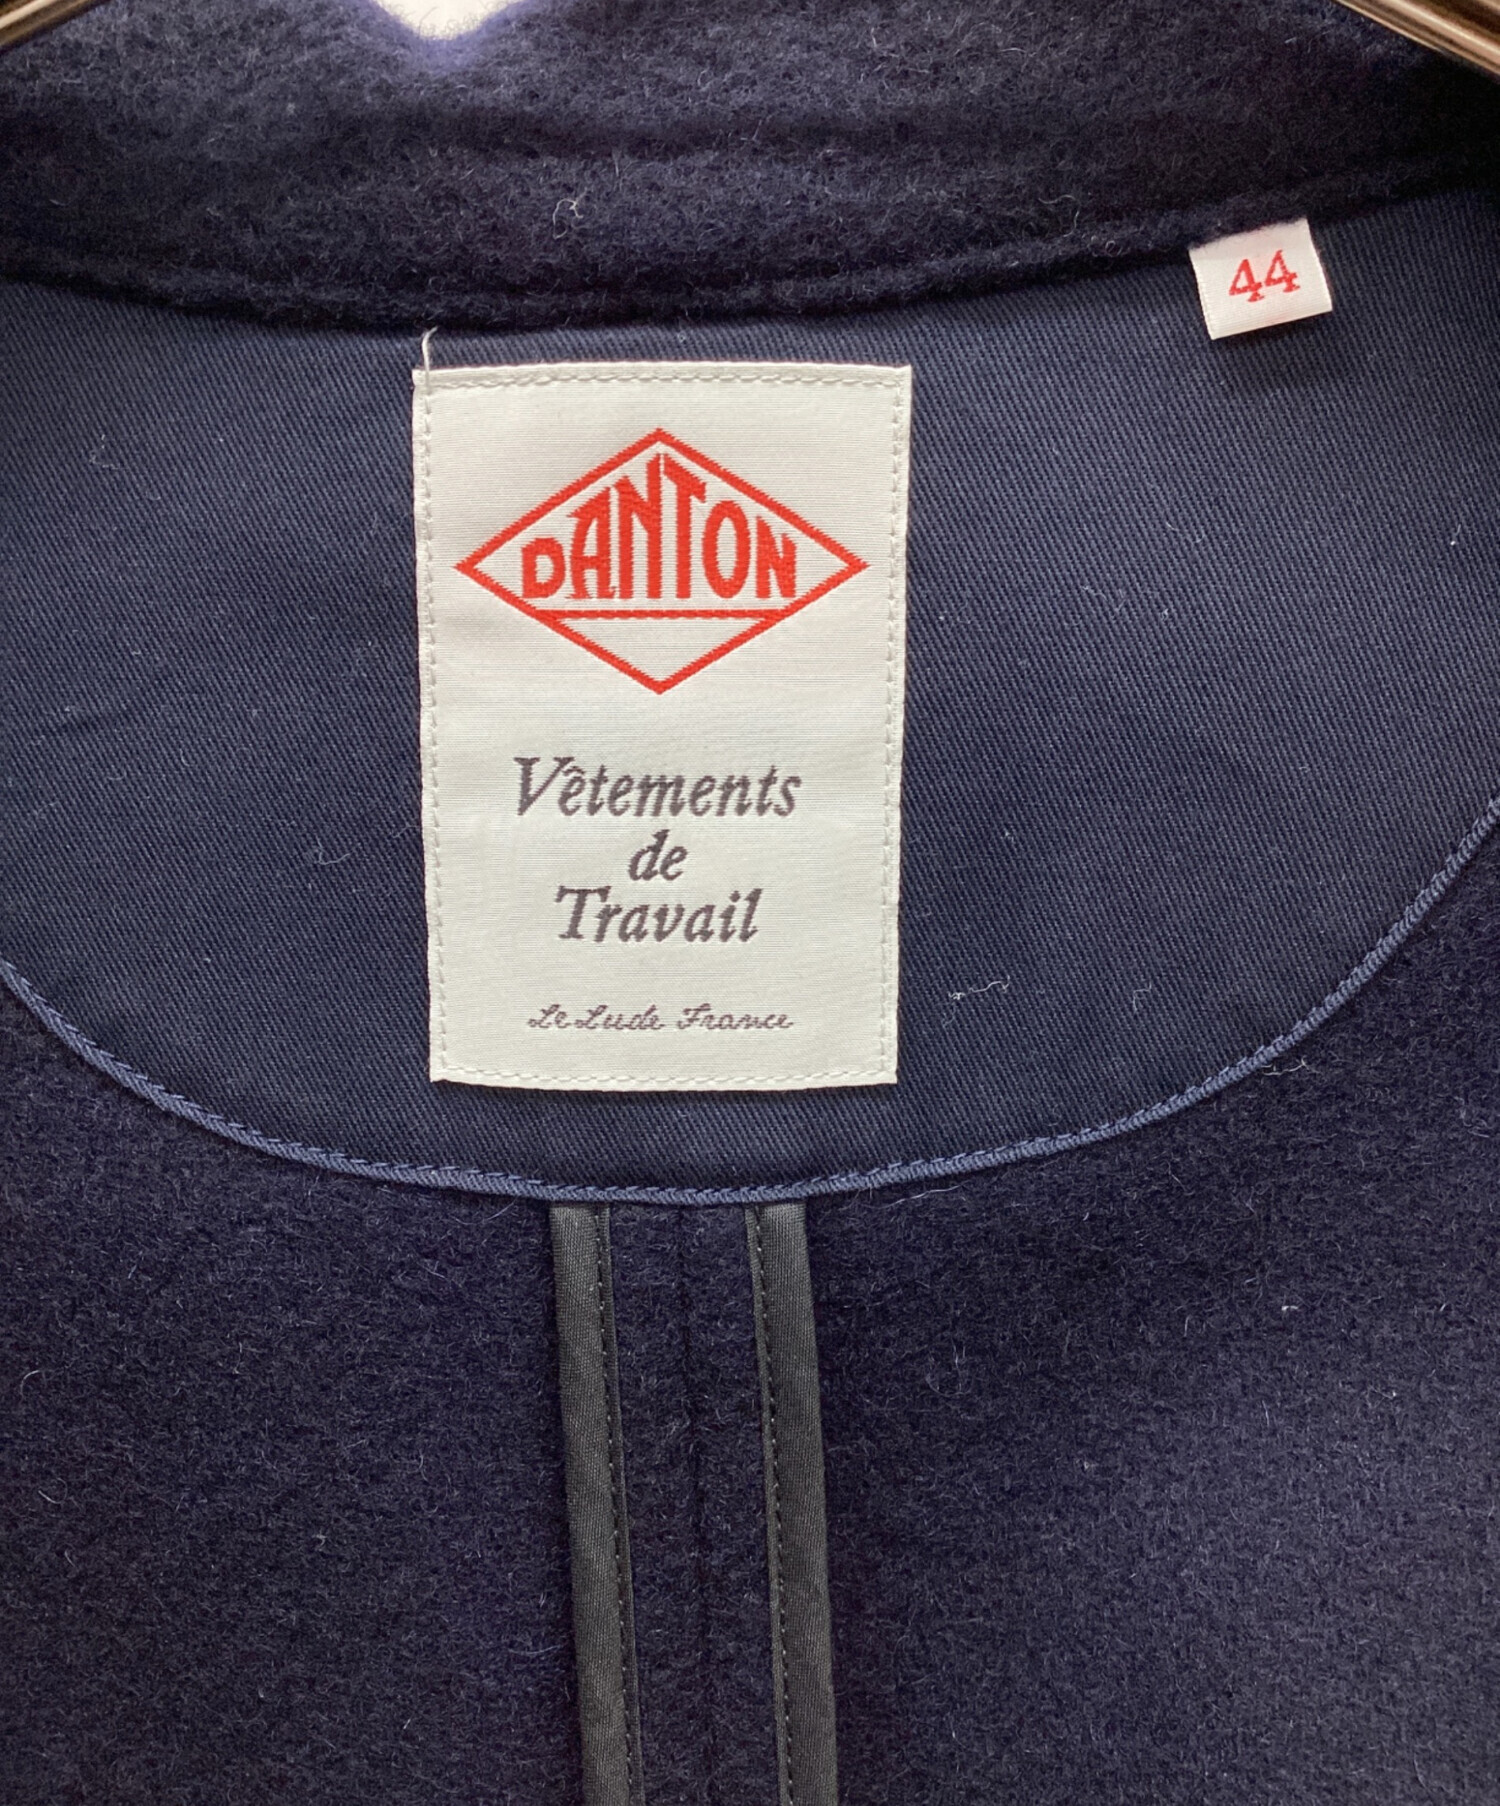 44
DANTON
Vêtements
de
Travail
Le Lude France